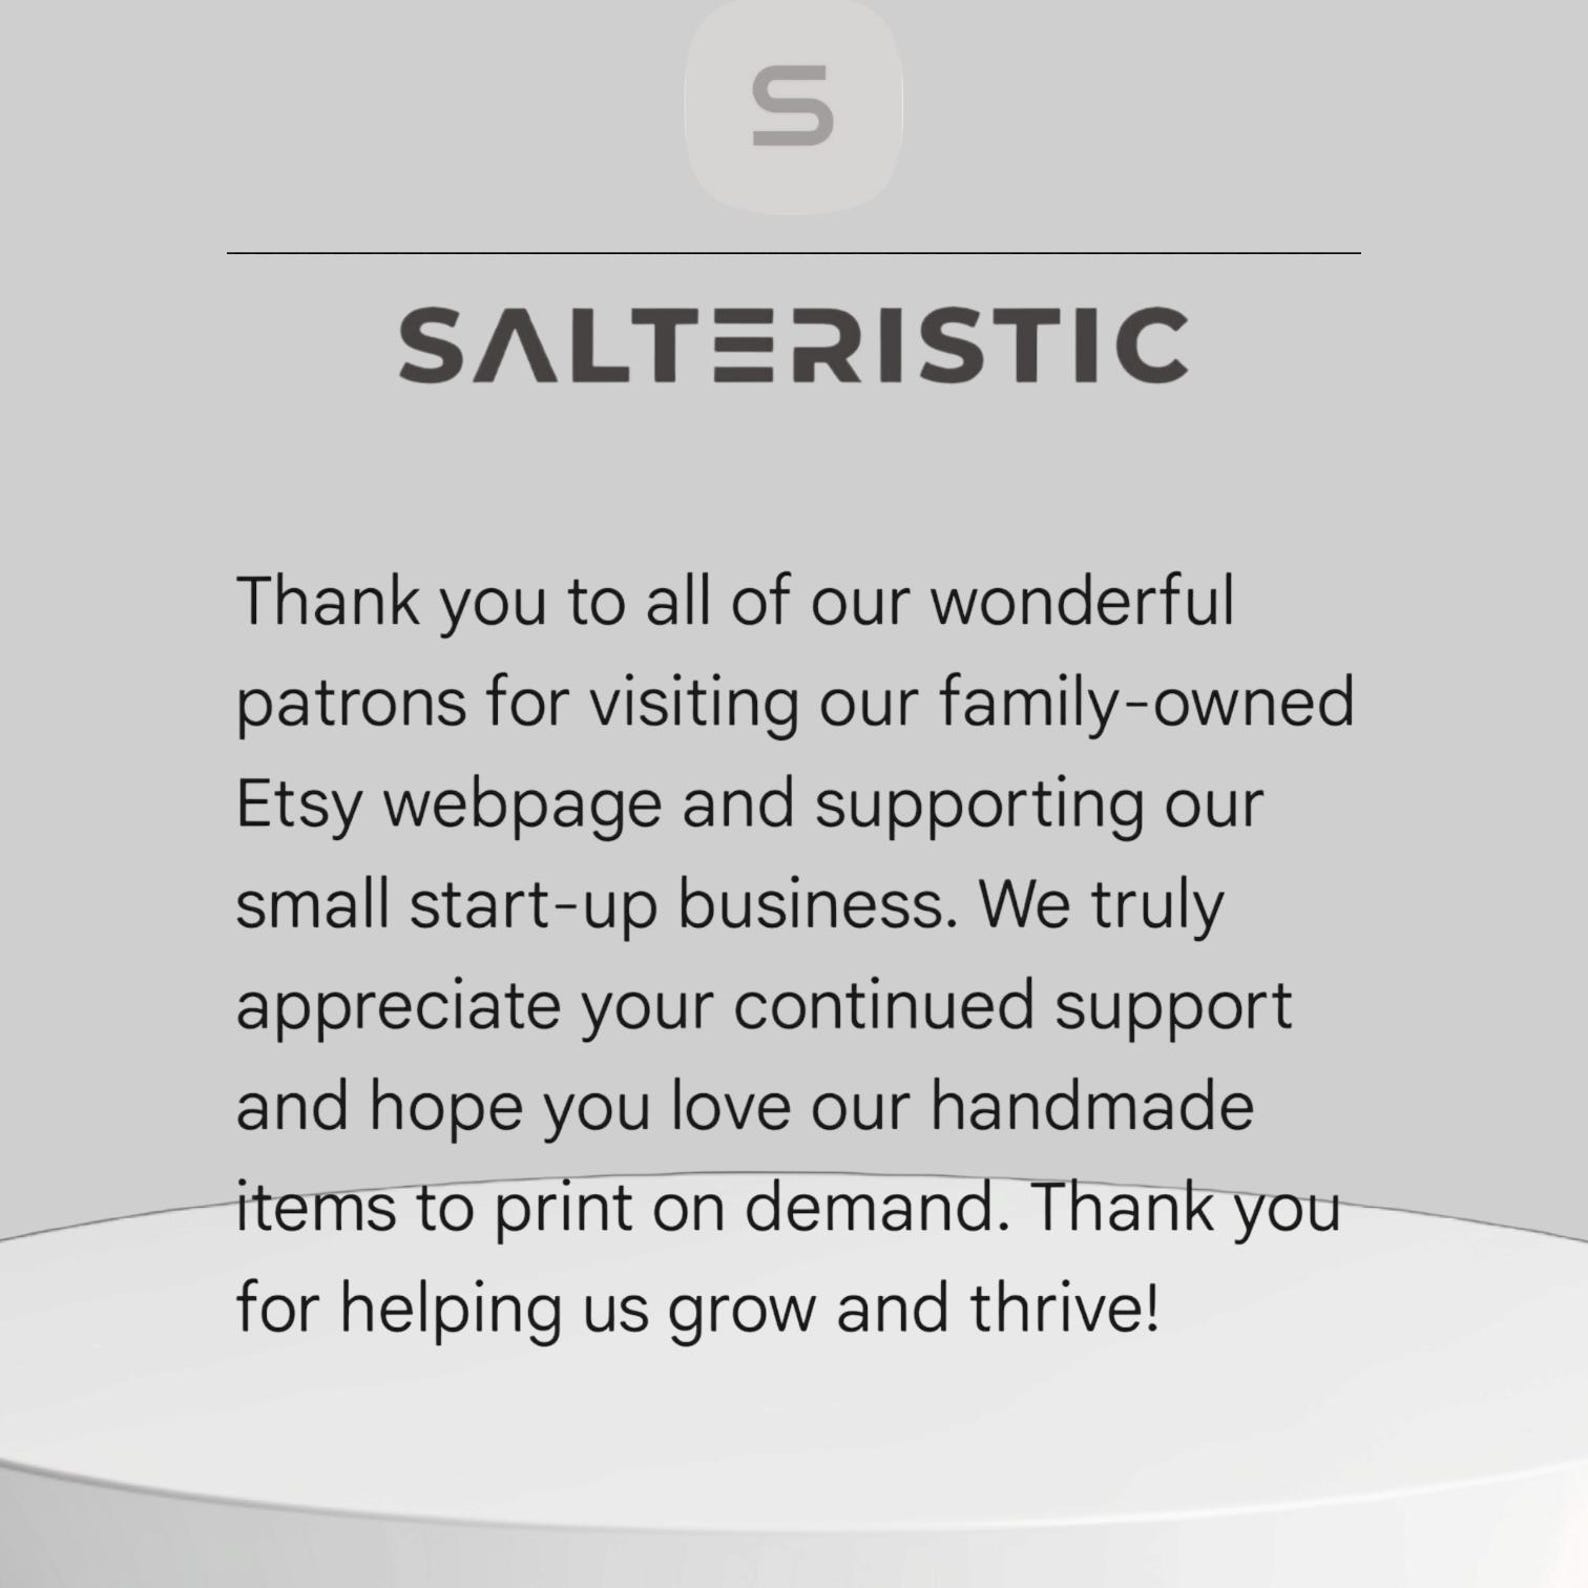 S
SALTERISTIC
Thank you to all of our wonderful
patrons for visiting our family-owned
Etsy webpage and supporting our
small start-up business. We truly
appreciate your continued support
and hope you love our handmade
items to print on demand. Thank you
for helping us grow and thrive!